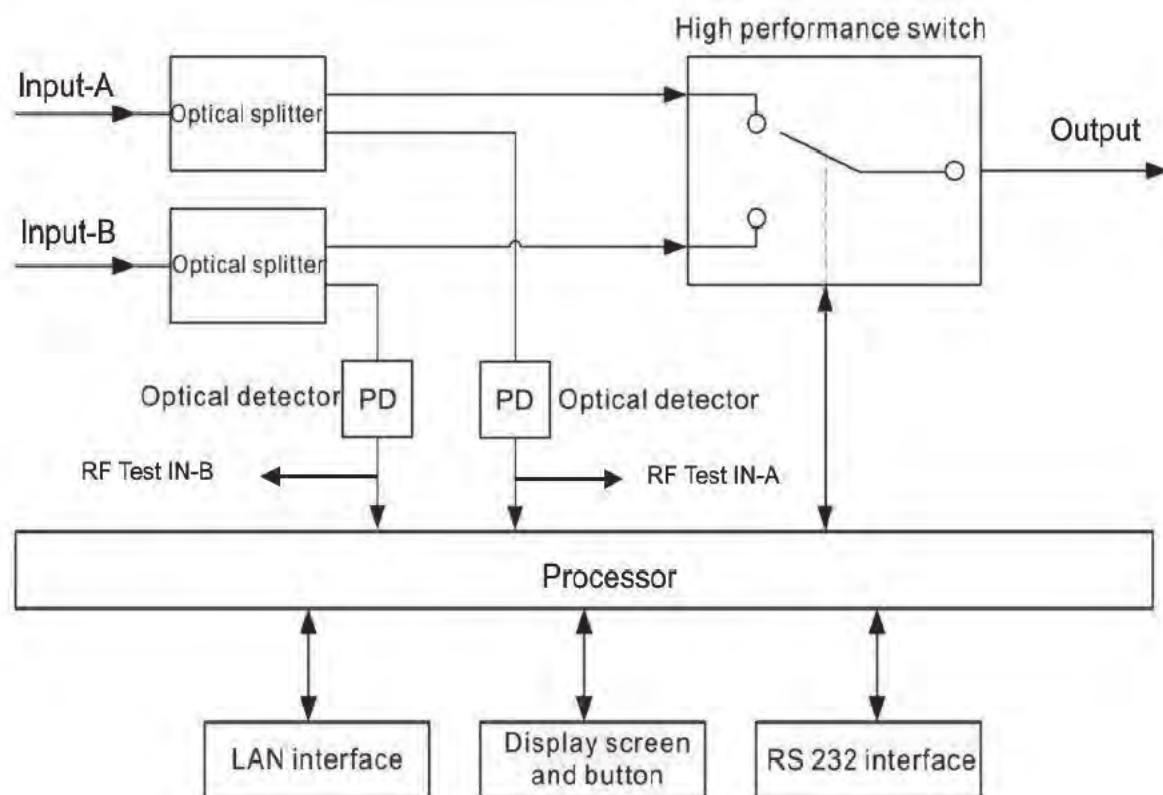 High performance switch
Input-A
Optical splitter
Output
Input-B
Optical splitter
Optical detector
PD
PD
Optical detector
RF Test IN-B
RF Test IN-A
Processor
LAN interface
Display screen
and button
RS 232 interface